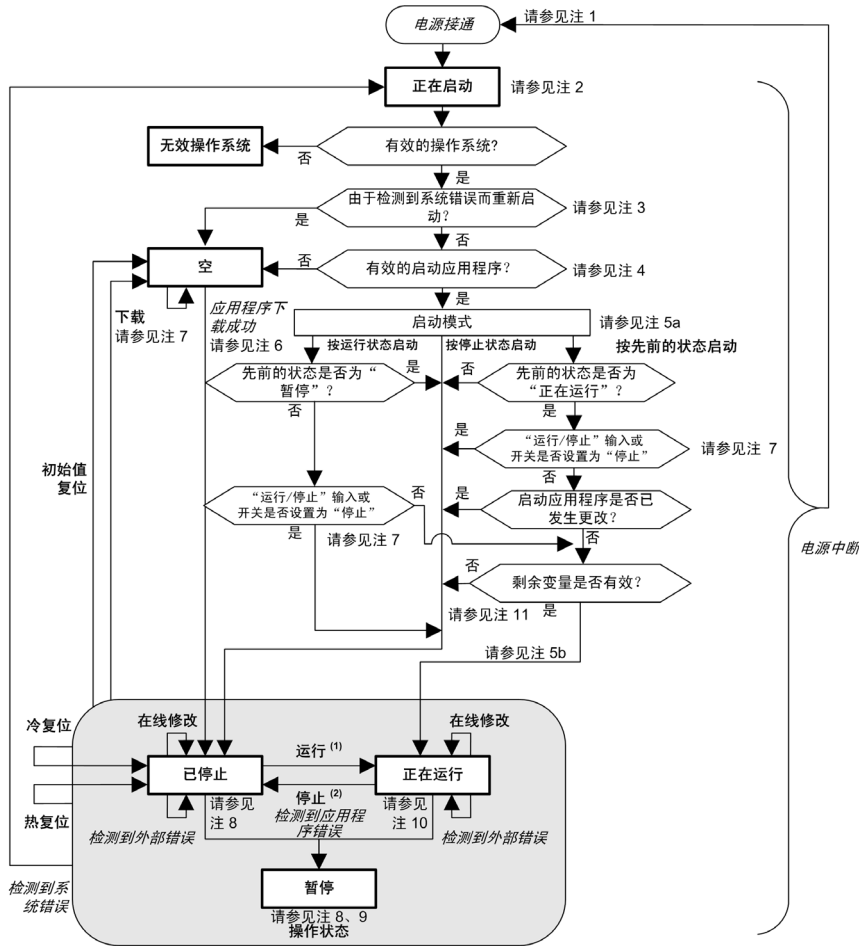 电源接通
请参见注 1
正在启动
请参见注 2
无效操作系统
有效的操作系统?
否
是
由于检测到系统错误而重新启
动?
请参见注 3
是
否
空
否
有效的启动应用程序?
请参见注 4
是
下载
请参见注 7
应用程序下
载成功
请参见注 6
启动模式
请参见注 5a
按运行状态启动
按停止状态启动
按先前的状态启动
先前的状态是否为“
暂停”?
是
否
否
先前的状态是否为
“正在运行”?
是
是
“运行/停止”输入或
开关是否设置为“停止”
请参见注 7
否
初始值
复位
“运行/停止”输入或
开关是否设置为“停止”
否
是
请参见注 7
是
启动应用程序是否已
发生更改?
否
电源中断
否
剩余变量是否有效?
是
请参见注 11
请参见注 5b
冷复位
在线修改
在线修改
运行 (1)
已停止
正在运行
停止 (2)
热复位
请参见
注 8
检测到应用程
序错误
请参见
注 10
检测到外部错误
检测到外部错误
检测到系
统错误
暂停
请参见注 8、9
操作状态